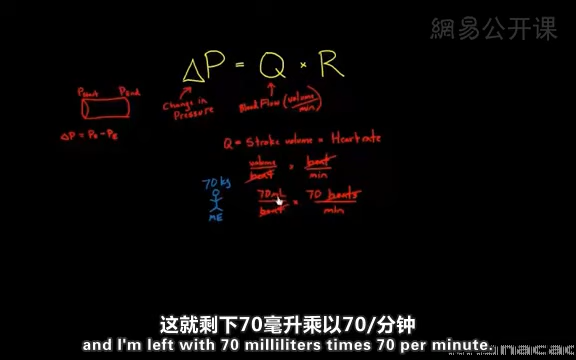 網易公开课
ΔP = Q × R
Pstart PEnd
Change in Pressure
Blood Flow (volume/min)
ΔP = Ps - PE
Q = Stroke volume × Heart rate
volume/beat × beat/min
70 kg
70 mL/beat × 70 beats/min
ME
这就剩下70毫升乘以70/分钟
and I'm left with 70 milliliters times 70 per minute.